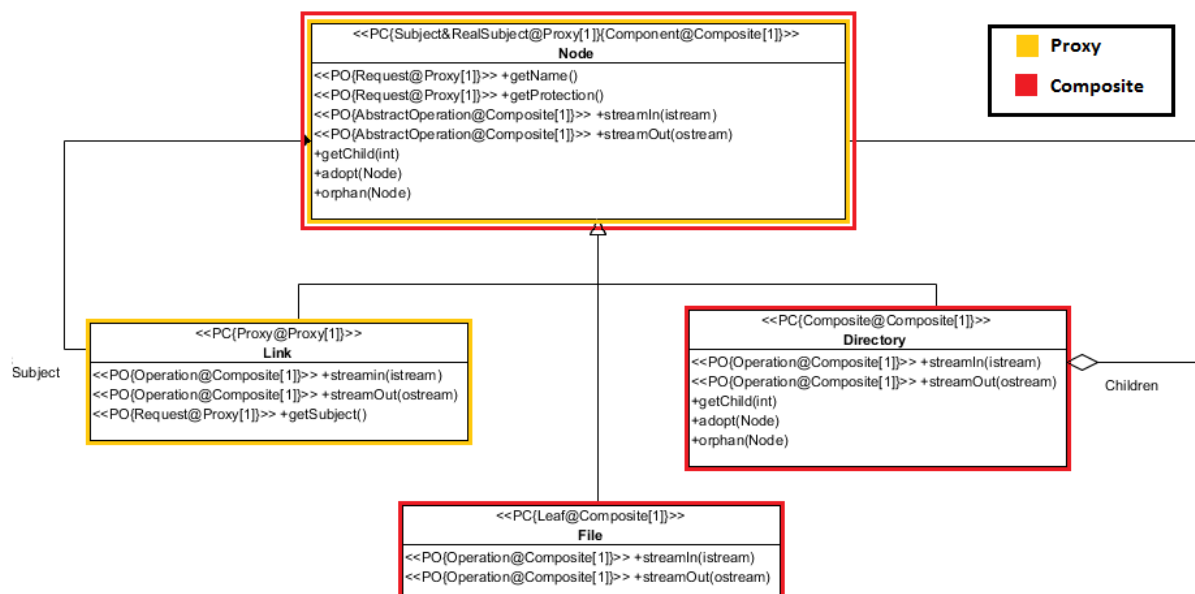 <<PC{Subject&RealSubject@Proxy[1]}{Component@Composite[1]}>>
Node
<<PO{Request@Proxy[1]}>> +getName()
<<PO{Request@Proxy[1]}>> +getProtection()
<<PO{AbstractOperation@Composite[1]}>> +streamIn(istream)
<<PO{AbstractOperation@Composite[1]}>> +streamOut(ostream)
+getChild(int)
+adopt(Node)
+orphan(Node)
Proxy
Composite
<<PC{Proxy@Proxy[1]}>>
Link
<<PO{Operation@Composite[1]}>> +streamin(istream)
<<PO{Operation@Composite[1]}>> +streamOut(ostream)
<<PO{Request@Proxy[1]}>> +getSubject()
Subject
<<PC{Composite@Composite[1]}>>
Directory
<<PO{Operation@Composite[1]}>> +streamIn(istream)
<<PO{Operation@Composite[1]}>> +streamOut(ostream)
+getChild(int)
+adopt(Node)
+orphan(Node)
Children
<<PC{Leaf@Composite[1]}>>
File
<<PO{Operation@Composite[1]}>> +streamIn(istream)
<<PO{Operation@Composite[1]}>> +streamOut(ostream)